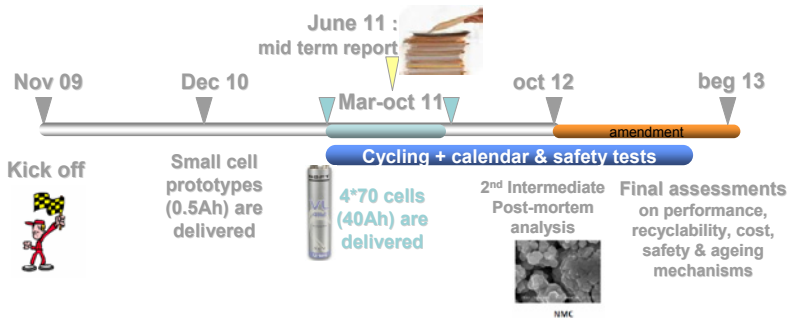 June 11 :
mid term report
Nov 09
Dec 10
Mar-oct 11
oct 12
beg 13
amendment
Cycling + calendar & safety tests
Kick off
Small cell
prototypes
(0.5Ah) are
delivered
4*70 cells
(40Ah) are
delivered
2nd Intermediate
Post-mortem
analysis
NMC
Final assessments
on performance,
recyclability, cost,
safety & ageing
mechanisms